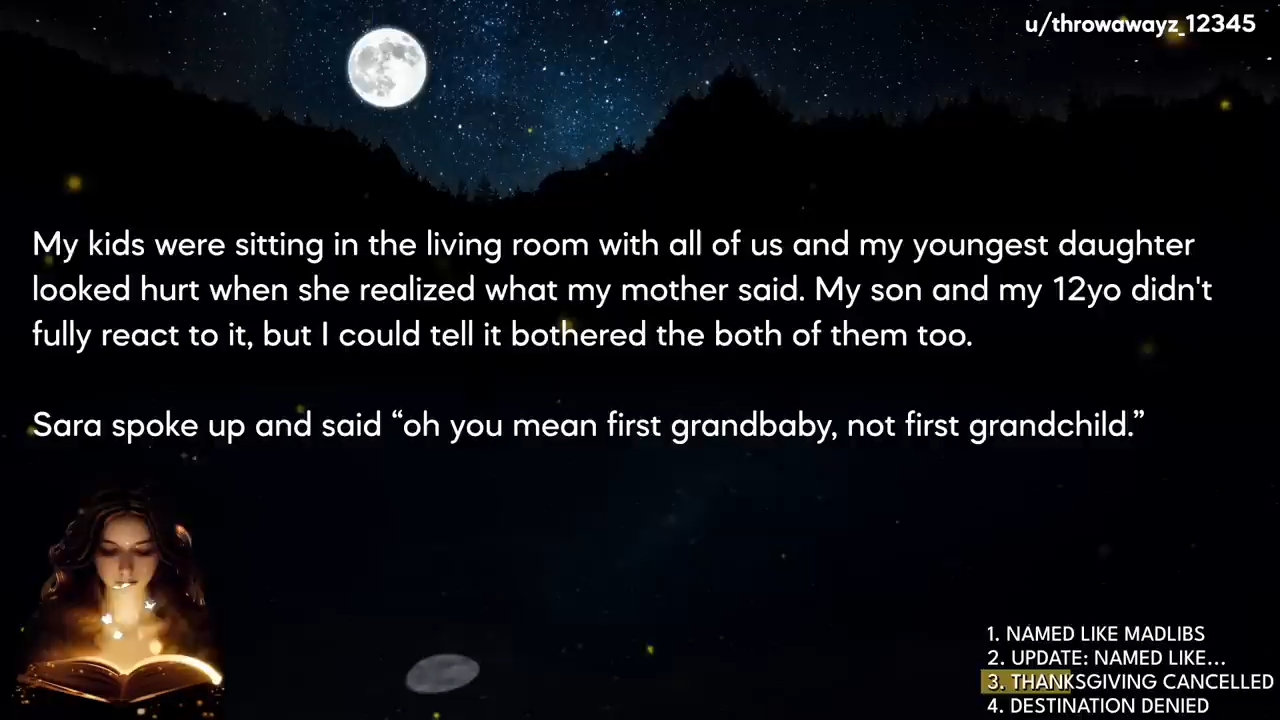 u/throwawayz_12345
My kids were sitting in the living room with all of us and my youngest daughter
looked hurt when she realized what my mother said. My son and my 12yo didn't
fully react to it, but I could tell it bothered the both of them too.
Sara spoke up and said “oh you mean first grandbaby, not first grandchild.”
1. NAMED LIKE MADLIBS
2. UPDATE: NAMED LIKE...
3. THANKSGIVING CANCELLED
4. DESTINATION DENIED